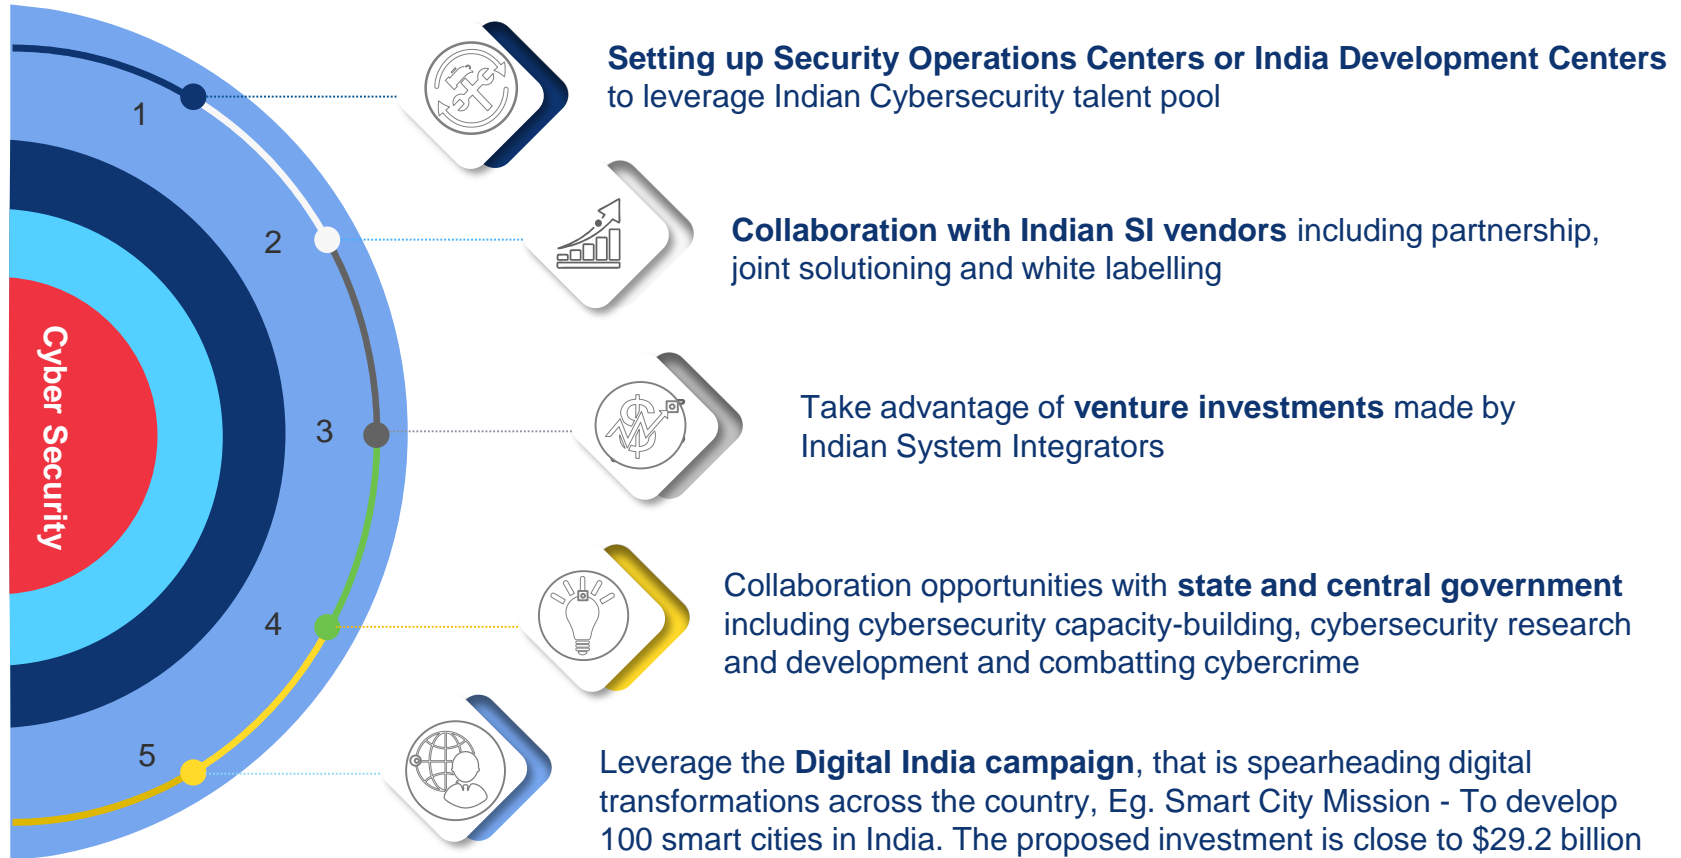 1
Setting up Security Operations Centers or India Development Centers
to leverage Indian Cybersecurity talent pool
2
Collaboration with Indian SI vendors including partnership,
joint solutioning and white labelling
Cyber Security
3
Take advantage of venture investments made by
Indian System Integrators
4
Collaboration opportunities with state and central government
including cybersecurity capacity-building, cybersecurity research
and development and combatting cybercrime
5
Leverage the Digital India campaign, that is spearheading digital
transformations across the country, Eg. Smart City Mission - To develop
100 smart cities in India. The proposed investment is close to $29.2 billion